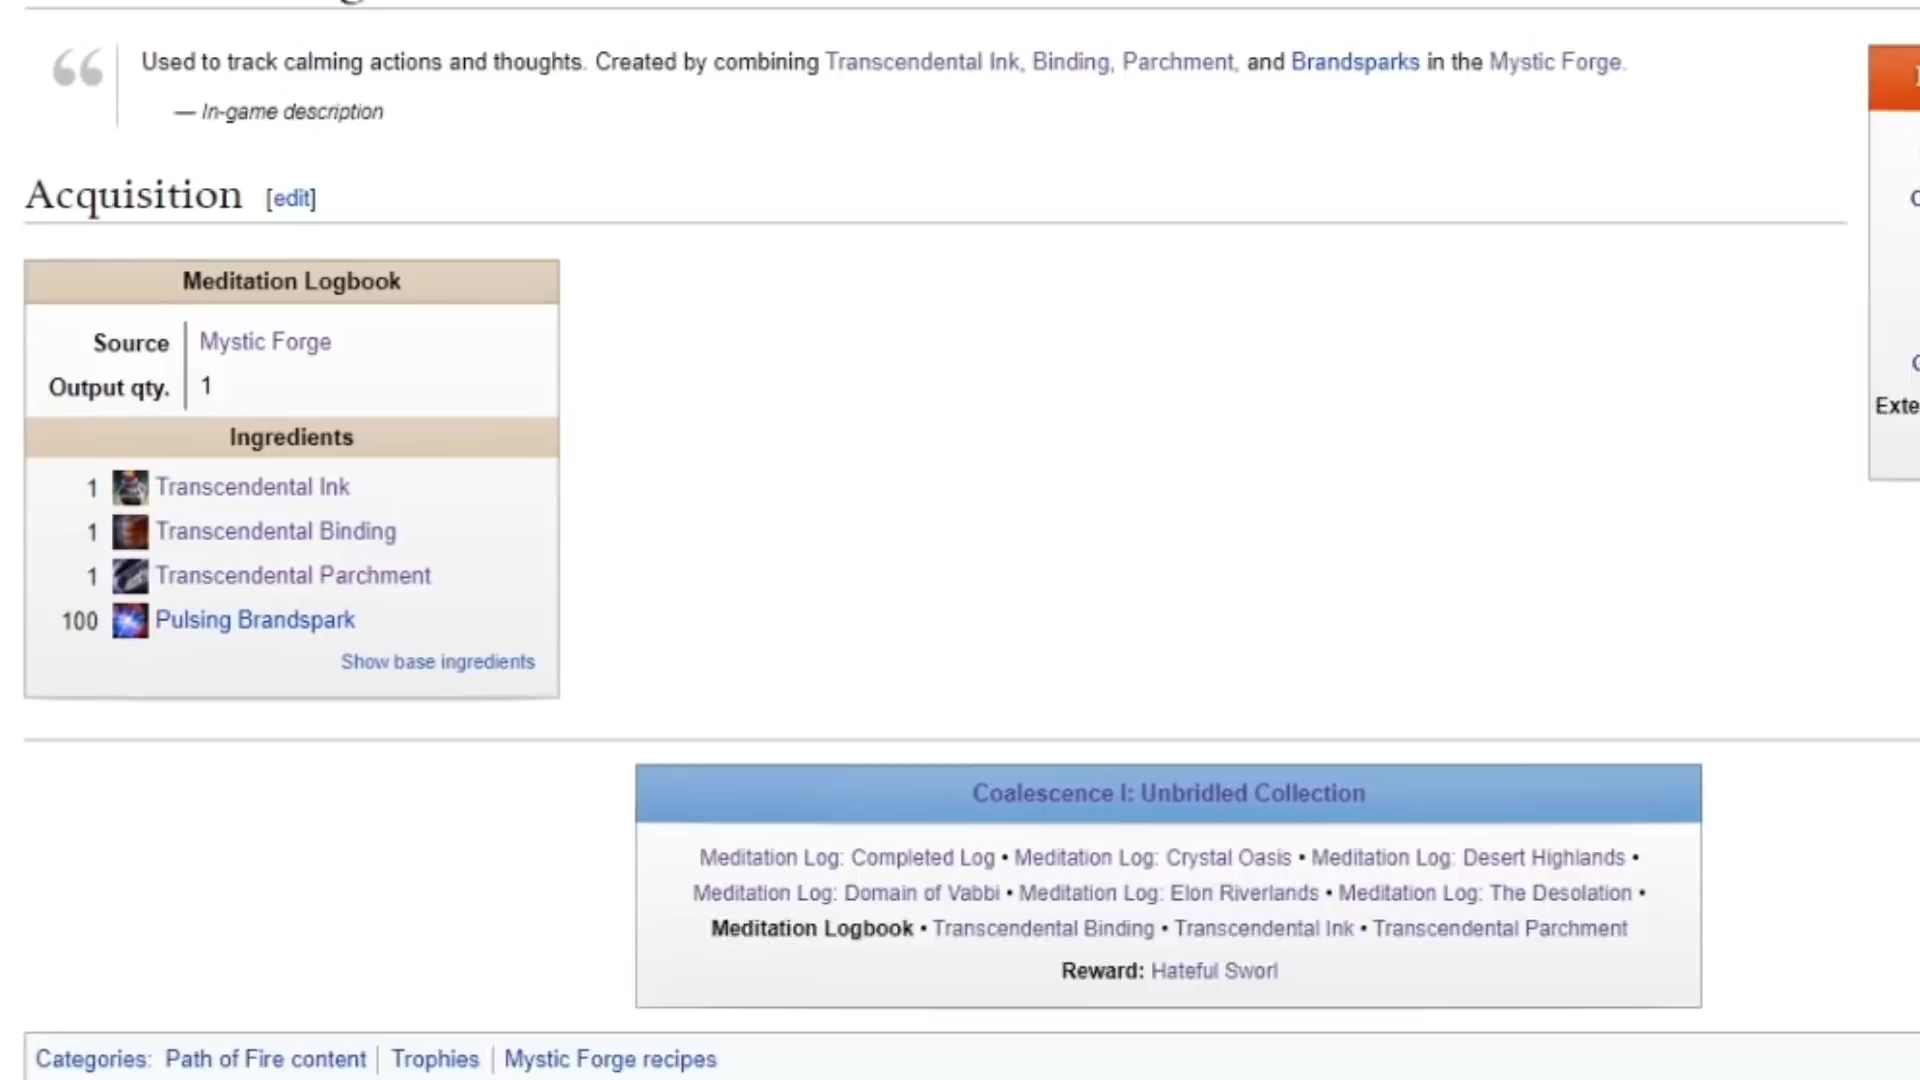 Used to track calming actions and thoughts. Created by combining Transcendental Ink, Binding, Parchment, and Brandsparks in the Mystic Forge.
— In-game description
Acquisition [edit]
Meditation Logbook
Source Mystic Forge
Output qty. 1
Ingredients
1 Transcendental Ink
1 Transcendental Binding
1 Transcendental Parchment
100 Pulsing Brandspark
Show base ingredients
Exte
Coalescence I: Unbridled Collection
Meditation Log: Completed Log • Meditation Log: Crystal Oasis • Meditation Log: Desert Highlands •
Meditation Log: Domain of Vabbi • Meditation Log: Elon Riverlands • Meditation Log: The Desolation •
Meditation Logbook • Transcendental Binding • Transcendental Ink • Transcendental Parchment
Reward: Hateful Sworl
Categories: Path of Fire content | Trophies | Mystic Forge recipes